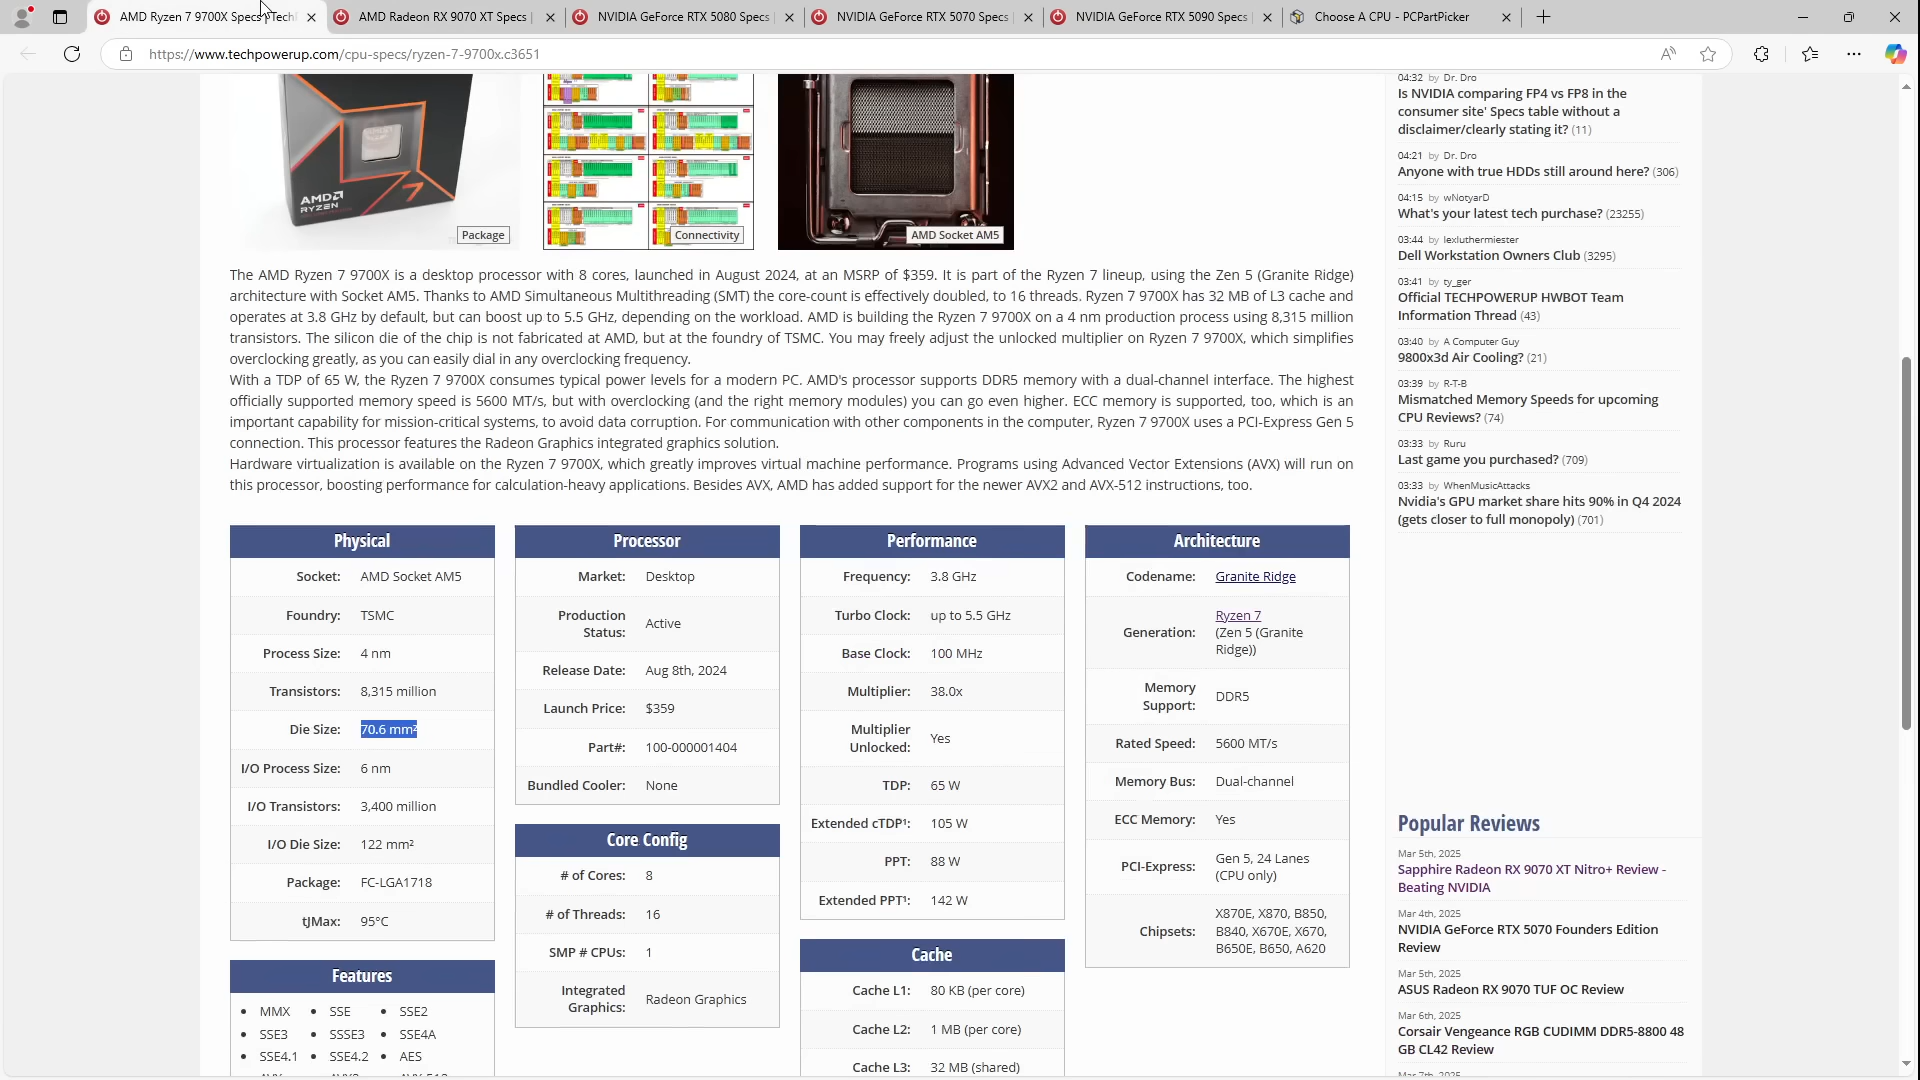 AMD Ryzen 7 9700X Specs | TechP
AMD Radeon RX 9070 XT Specs |
NVIDIA GeForce RTX 5080 Specs
NVIDIA GeForce RTX 5070 Specs
NVIDIA GeForce RTX 5090 Specs
Choose A CPU - PCPartPicker
https://www.techpowerup.com/cpu-specs/ryzen-7-9700x.c3651
AMD
RYZEN
7
Package
Connectivity
AMD Socket AM5
The AMD Ryzen 7 9700X is a desktop processor with 8 cores, launched in August 2024, at an MSRP of $359. It is part of the Ryzen 7 lineup, using the Zen 5 (Granite Ridge)
architecture with Socket AM5. Thanks to AMD Simultaneous Multithreading (SMT) the core-count is effectively doubled, to 16 threads. Ryzen 7 9700X has 32 MB of L3 cache and
operates at 3.8 GHz by default, but can boost up to 5.5 GHz, depending on the workload. AMD is building the Ryzen 7 9700X on a 4 nm production process using 8,315 million
transistors. The silicon die of the chip is not fabricated at AMD, but at the foundry of TSMC. You may freely adjust the unlocked multiplier on Ryzen 7 9700X, which simplifies
overclocking greatly, as you can easily dial in any overclocking frequency.
With a TDP of 65 W, the Ryzen 7 9700X consumes typical power levels for a modern PC. AMD's processor supports DDR5 memory with a dual-channel interface. The highest
officially supported memory speed is 5600 MT/s, but with overclocking (and the right memory modules) you can go even higher. ECC memory is supported, too, which is an
important capability for mission-critical systems, to avoid data corruption. For communication with other components in the computer, Ryzen 7 9700X uses a PCI-Express Gen 5
connection. This processor features the Radeon Graphics integrated graphics solution.
Hardware virtualization is available on the Ryzen 7 9700X, which greatly improves virtual machine performance. Programs using Advanced Vector Extensions (AVX) will run on
this processor, boosting performance for calculation-heavy applications. Besides AVX, AMD has added support for the newer AVX2 and AVX-512 instructions, too.
Physical
Socket: AMD Socket AM5
Foundry: TSMC
Process Size: 4 nm
Transistors: 8,315 million
Die Size: 70.6 mm²
I/O Process Size: 6 nm
I/O Transistors: 3,400 million
I/O Die Size: 122 mm²
Package: FC-LGA1718
tJMax: 95°C
Features
MMX SSE SSE2
SSE3 SSSE3 SSE4A
SSE4.1 SSE4.2 AES
Processor
Market: Desktop
Production
Status: Active
Release Date: Aug 8th, 2024
Launch Price: $359
Part#: 100-000001404
Bundled Cooler: None
Core Config
# of Cores: 8
# of Threads: 16
SMP # CPUs: 1
Integrated
Graphics: Radeon Graphics
Performance
Frequency: 3.8 GHz
Turbo Clock: up to 5.5 GHz
Base Clock: 100 MHz
Multiplier: 38.0x
Multiplier
Unlocked: Yes
TDP: 65 W
Extended cTDP¹: 105 W
PPT: 88 W
Extended PPT¹: 142 W
Cache
Cache L1: 80 KB (per core)
Cache L2: 1 MB (per core)
Cache L3: 32 MB (shared)
Architecture
Codename: Granite Ridge
Generation: Ryzen 7
(Zen 5 (Granite
Ridge))
Memory
Support: DDR5
Rated Speed: 5600 MT/s
Memory Bus: Dual-channel
ECC Memory: Yes
PCI-Express: Gen 5, 24 Lanes
(CPU only)
Chipsets: X870E, X870, B850,
B840, X670E, X670,
B650E, B650, A620
04:32 by Dr. Dro
Is NVIDIA comparing FP4 vs FP8 in the
consumer site' Specs table without a
disclaimer/clearly stating it? (11)
04:21 by Dr. Dro
Anyone with true HDDs still around here? (306)
04:15 by wNotyarD
What's your latest tech purchase? (23255)
03:44 by lexluthermiester
Dell Workstation Owners Club (3295)
03:41 by ty_ger
Official TECHPOWERUP HWBOT Team
Information Thread (43)
03:40 by A Computer Guy
9800x3d Air Cooling? (21)
03:39 by R-T-B
Mismatched Memory Speeds for upcoming
CPU Reviews? (74)
03:33 by Ruru
Last game you purchased? (709)
03:33 by WhenMusicAttacks
Nvidia's GPU market share hits 90% in Q4 2024
(gets closer to full monopoly) (701)
Popular Reviews
Mar 5th, 2025
Sapphire Radeon RX 9070 XT Nitro+ Review -
Beating NVIDIA
Mar 4th, 2025
NVIDIA GeForce RTX 5070 Founders Edition
Review
Mar 5th, 2025
ASUS Radeon RX 9070 TUF OC Review
Mar 6th, 2025
Corsair Vengeance RGB CUDIMM DDR5-8800 48
GB CL42 Review